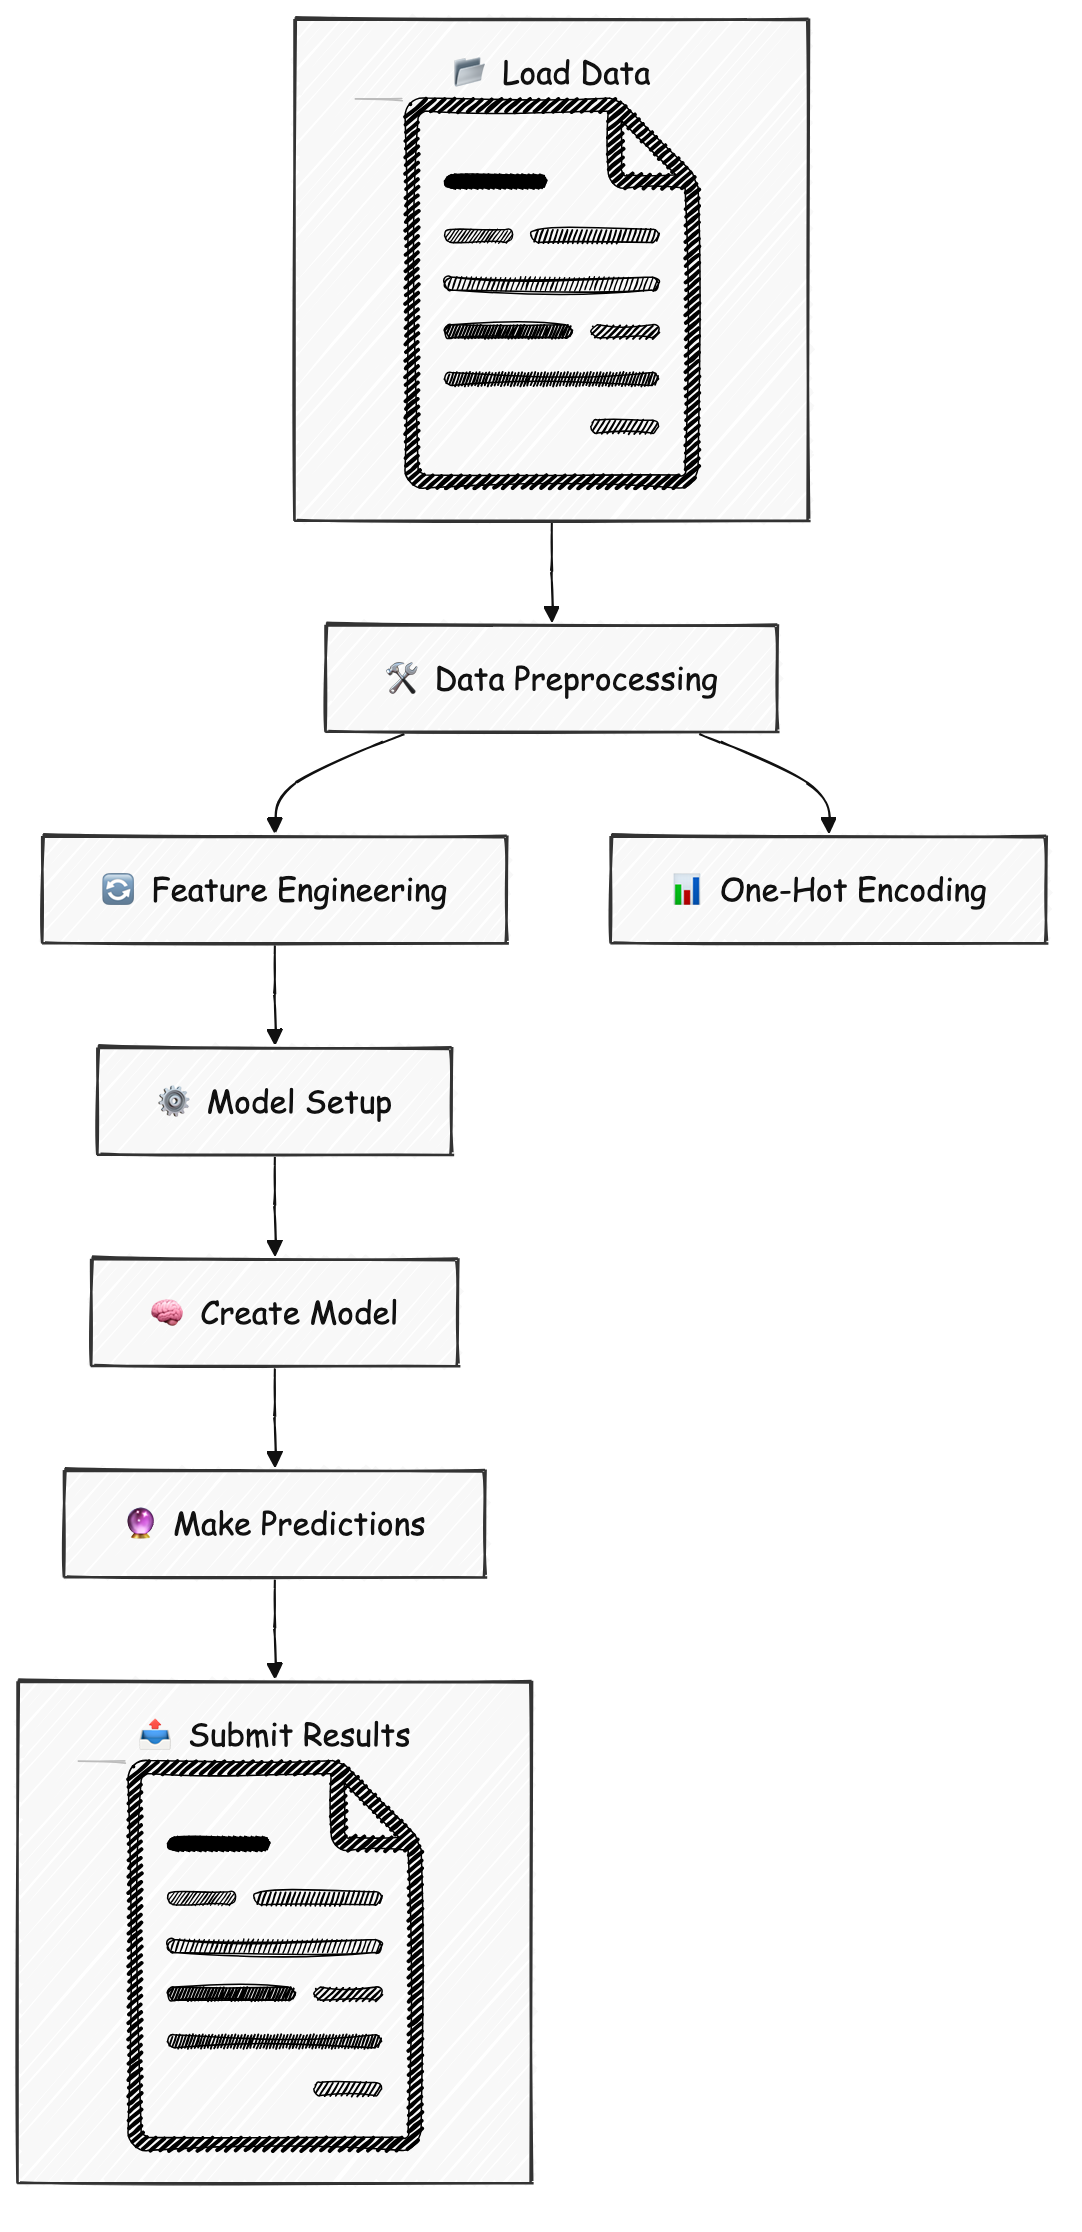 Load Data
Data Preprocessing
Feature Engineering
One-Hot Encoding
Model Setup
Create Model
Make Predictions
Submit Results